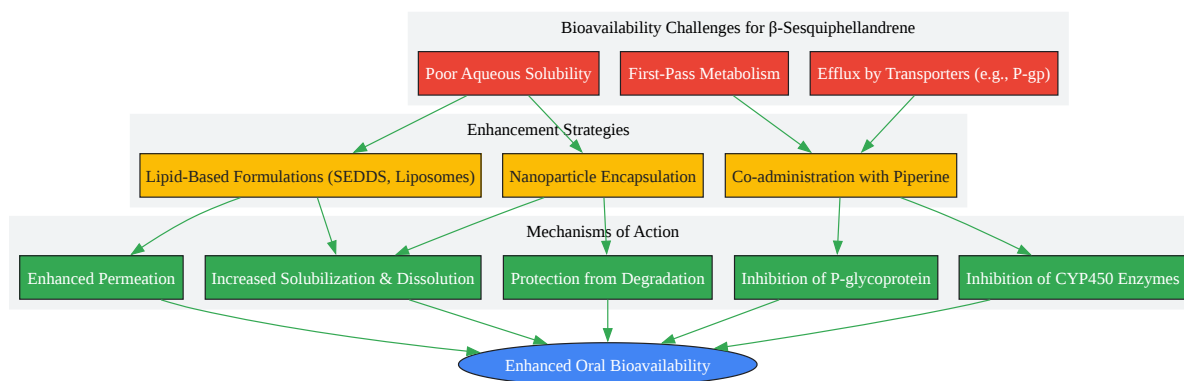 Bioavailability Challenges for β-Sesquiphellandrene
Poor Aqueous Solubility
First-Pass Metabolism
Efflux by Transporters (e.g., P-gp)
Enhancement Strategies
Lipid-Based Formulations (SEDDS, Liposomes)
Nanoparticle Encapsulation
Co-administration with Piperine
Mechanisms of Action
Enhanced Permeation
Increased Solubilization & Dissolution
Protection from Degradation
Inhibition of P-glycoprotein
Inhibition of CYP450 Enzymes
Enhanced Oral Bioavailability